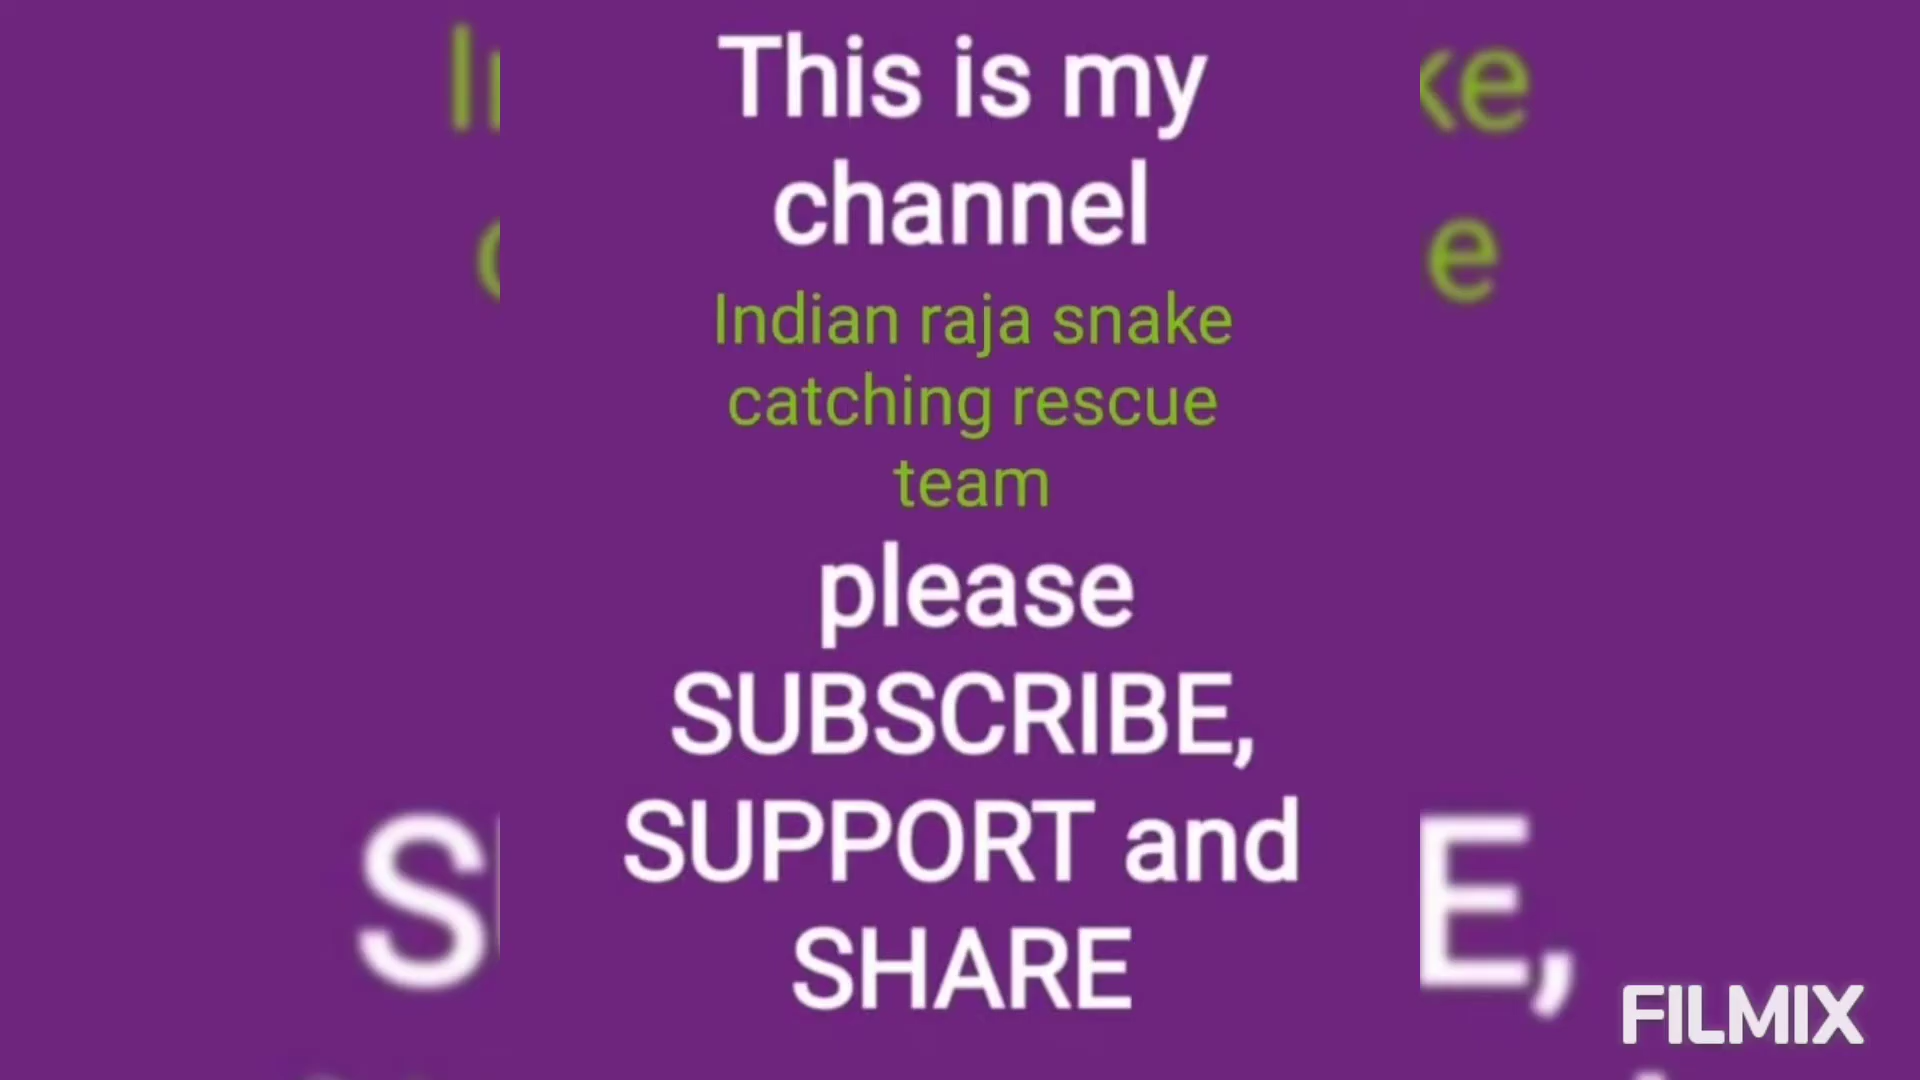 This is my
channel
Indian raja snake
catching rescue
team
please
SUBSCRIBE,
SUPPORT and
SHARE
FILMIX